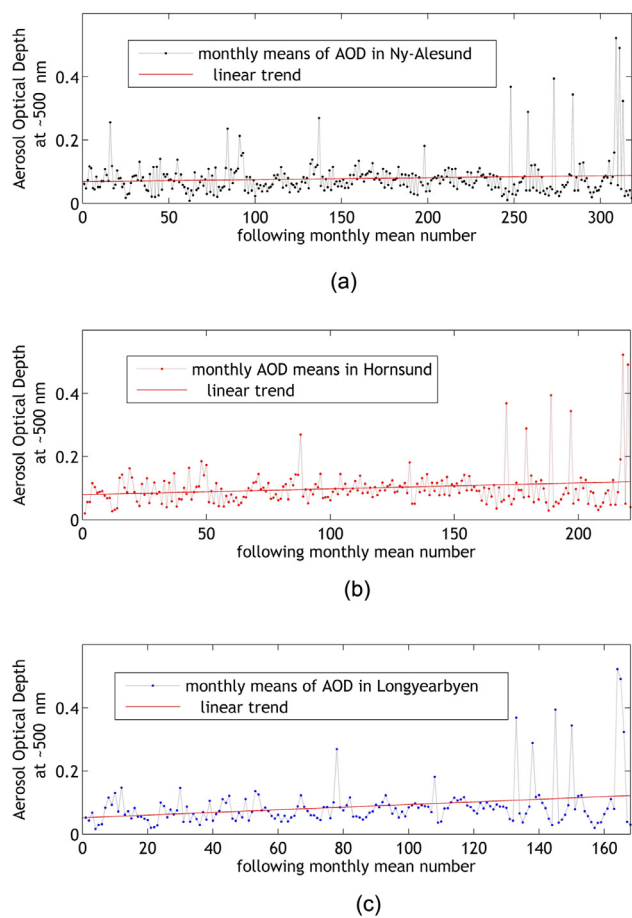 0.4
0.2
0
Aerosol Optical Depth
at ~500 nm
monthly means of AOD in Ny-Alesund
linear trend
0 50 100 150 200 250 300
following monthly mean number
(a)
0.4
0.2
0
Aerosol Optical Depth
at ~500 nm
monthly AOD means in Hornsund
linear trend
0 50 100 150 200
following monthly mean number
(b)
0.4
0.2
0
Aerosol Optical Depth
at ~500 nm
monthly means of AOD in Longyearbyen
linear trend
0 20 40 60 80 100 120 140 160
following monthly mean number
(c)